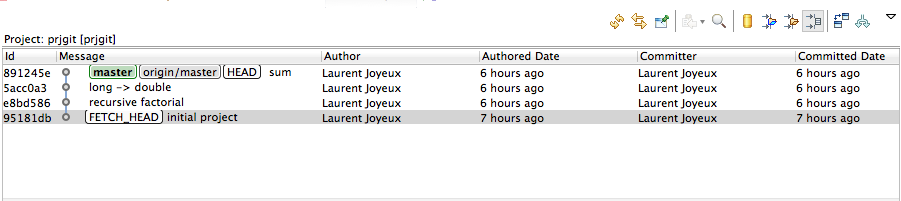 Project: prjgit [prjgit]
Id Message Author Authored Date Committer Committed Date
891245e master origin/master HEAD sum Laurent Joyeux 6 hours ago Laurent Joyeux 6 hours ago
5acc0a3 long -> double Laurent Joyeux 6 hours ago Laurent Joyeux 6 hours ago
e8bd586 recursive factorial Laurent Joyeux 6 hours ago Laurent Joyeux 6 hours ago
95181db FETCH_HEAD initial project Laurent Joyeux 7 hours ago Laurent Joyeux 7 hours ago